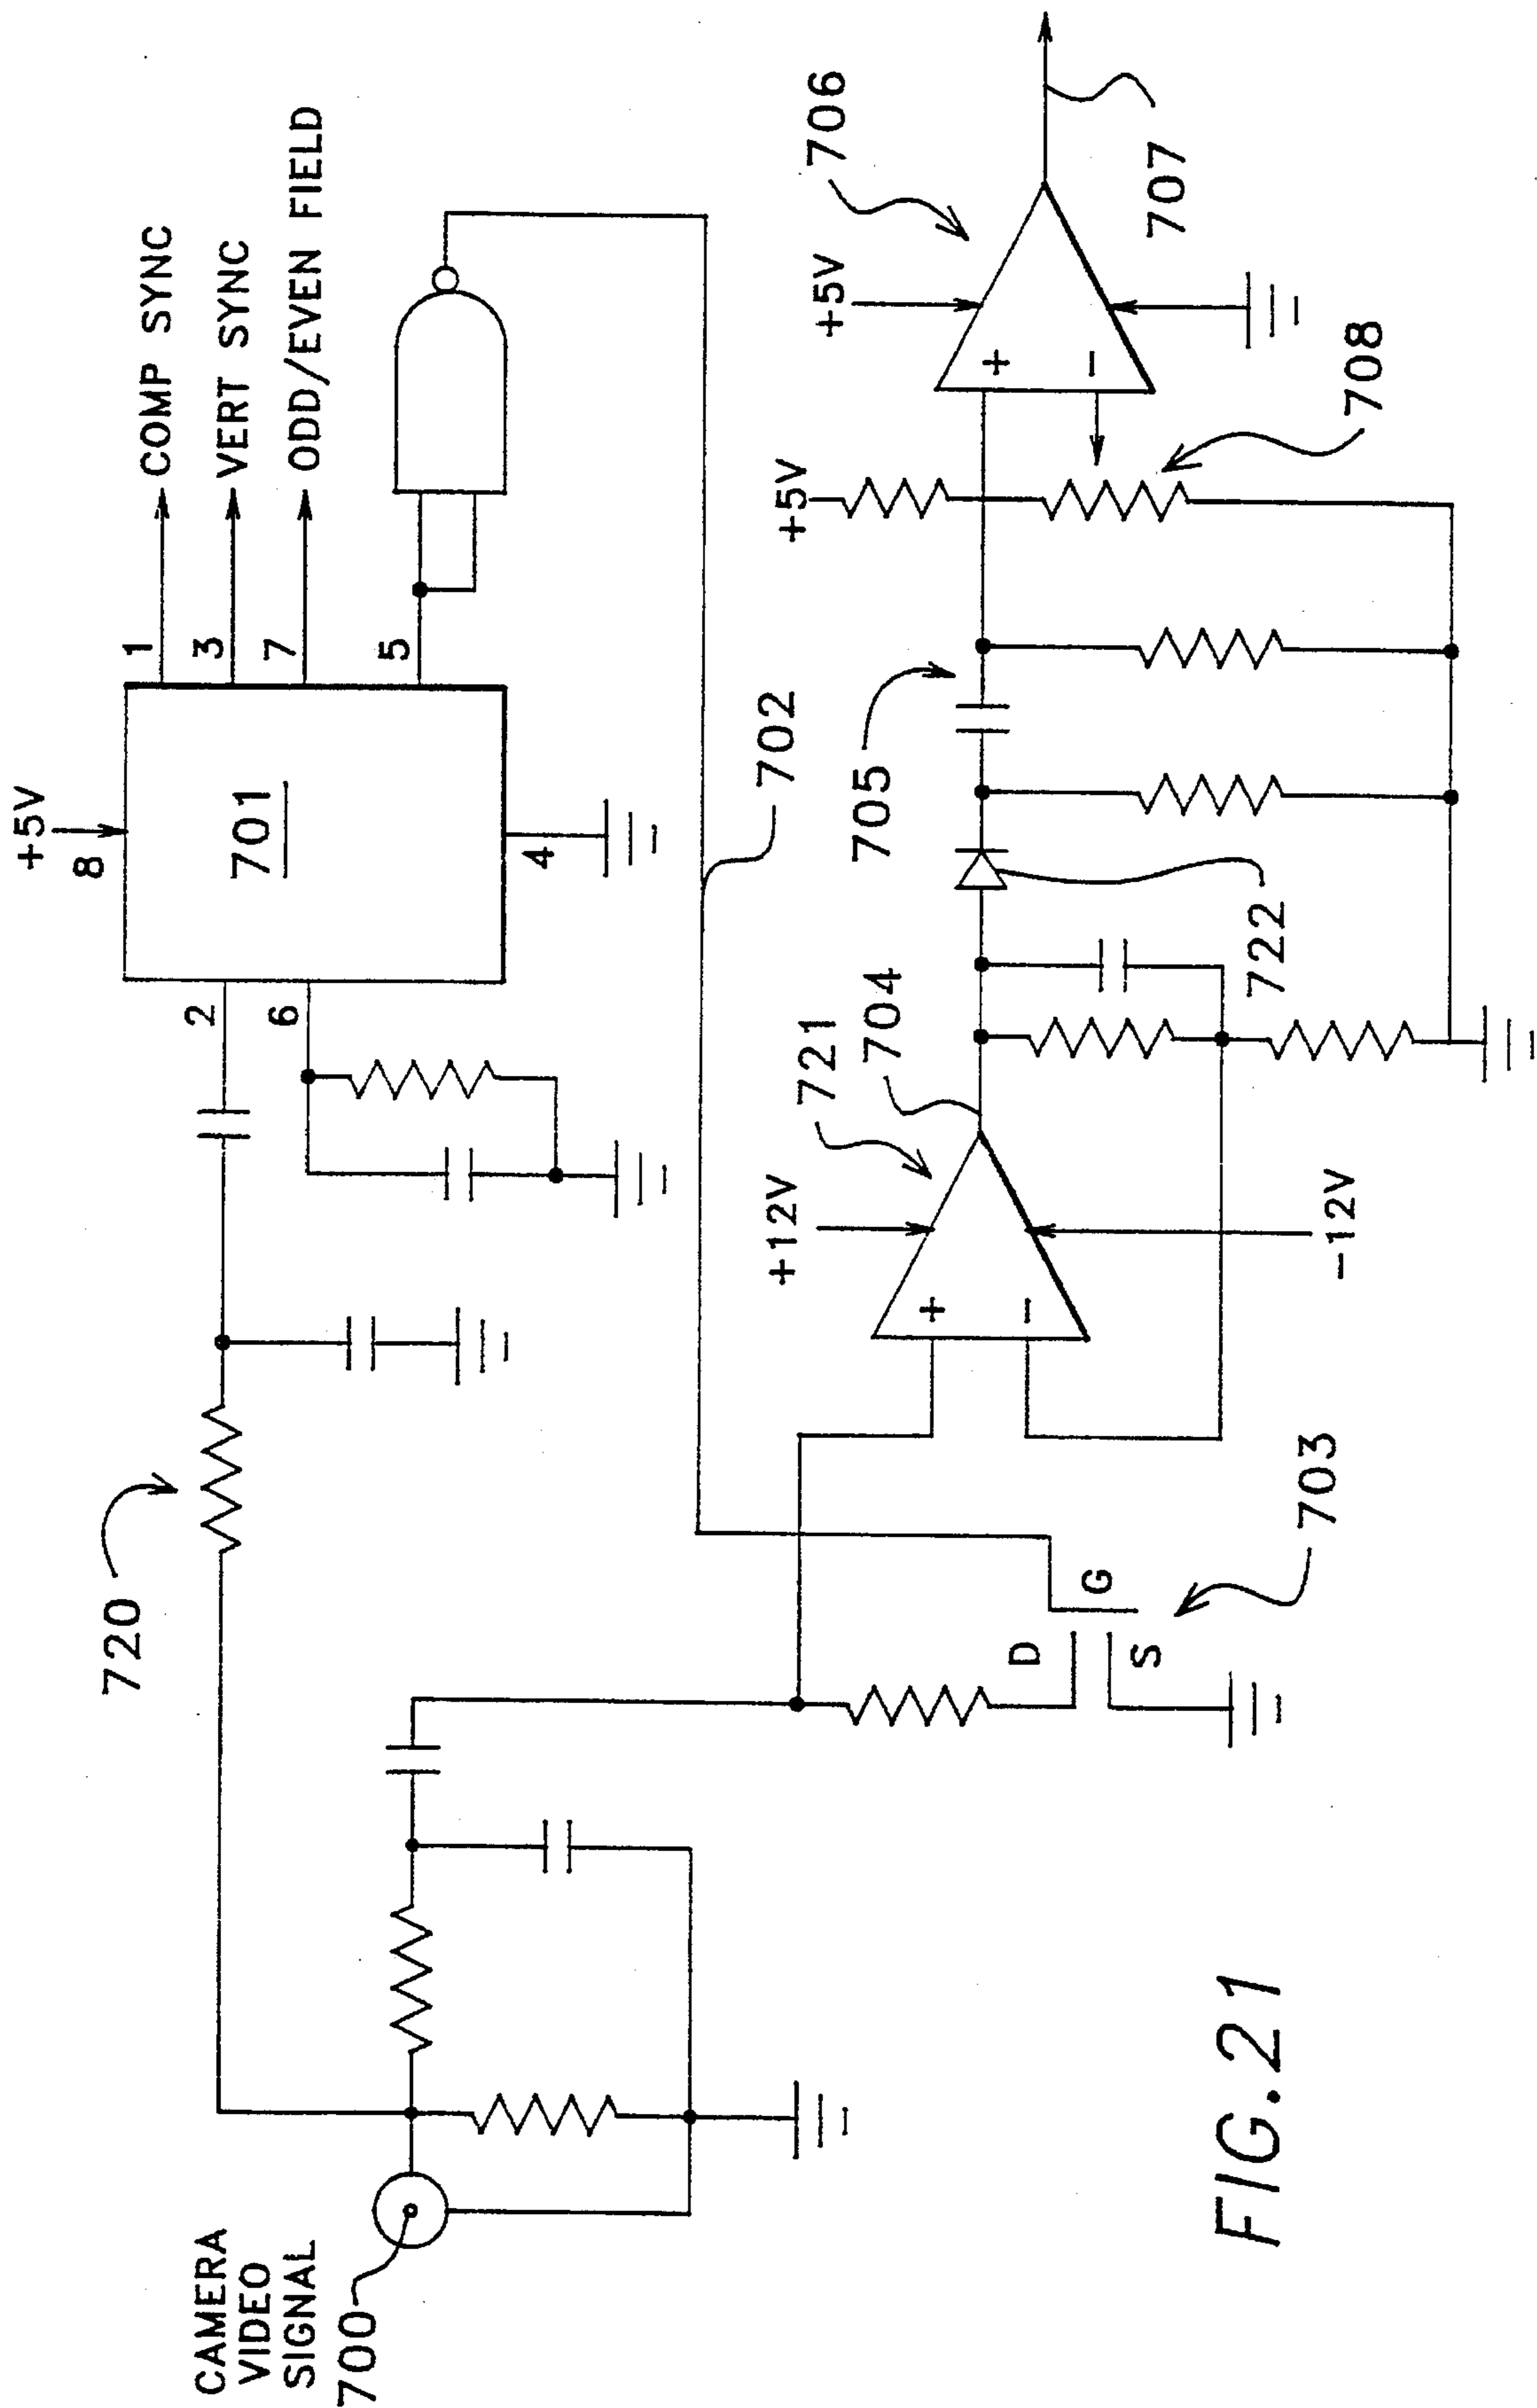 CAMERA
VIDEO
SIGNAL
700
720
+5V
8
701
2
6
4
1
3
7
5
COMP SYNC
VERT SYNC
ODD/EVEN FIELD
702
D
G
S
703
+12V
721
+
−
−12V
704
722
705
+5V
708
+5V
706
+
−
707
FIG.21